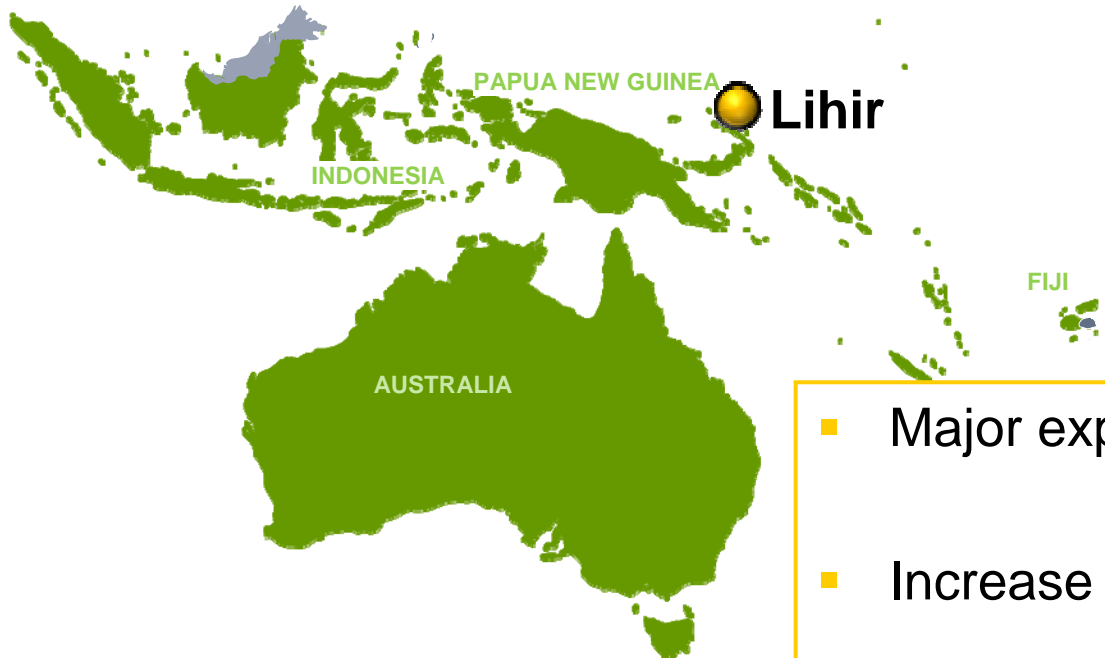 PAPUA NEW GUINEA
Lihir
INDONESIA
FIJI
AUSTRALIA
▪ Major exp
▪ Increase